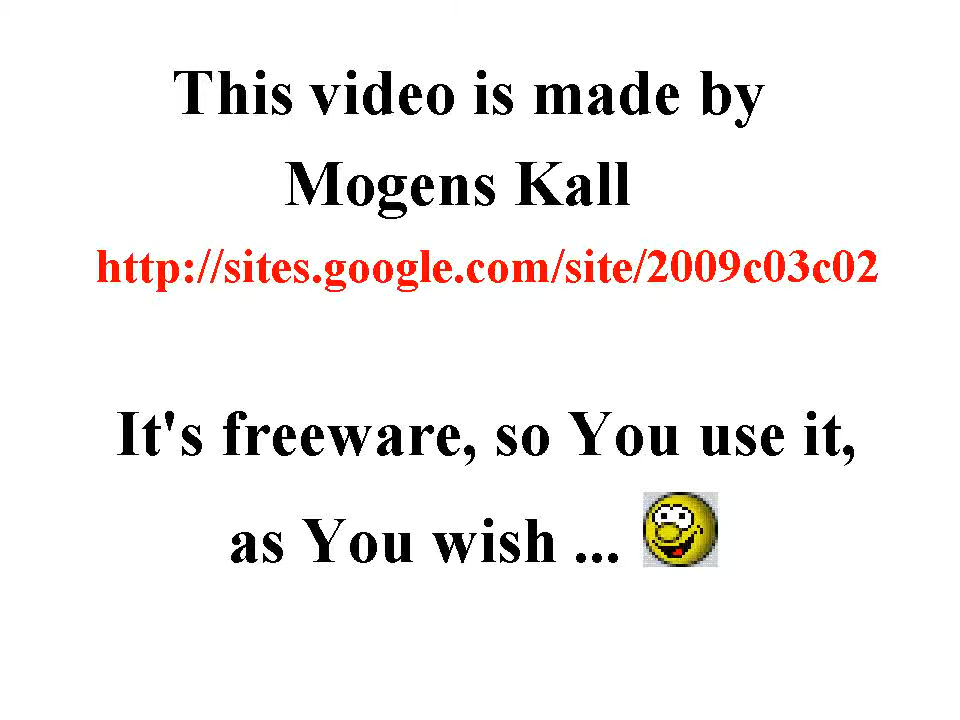 This video is made by
Mogens Kall
http://sites.google.com/site/2009c03c02
It's freeware, so You use it,
as You wish ...